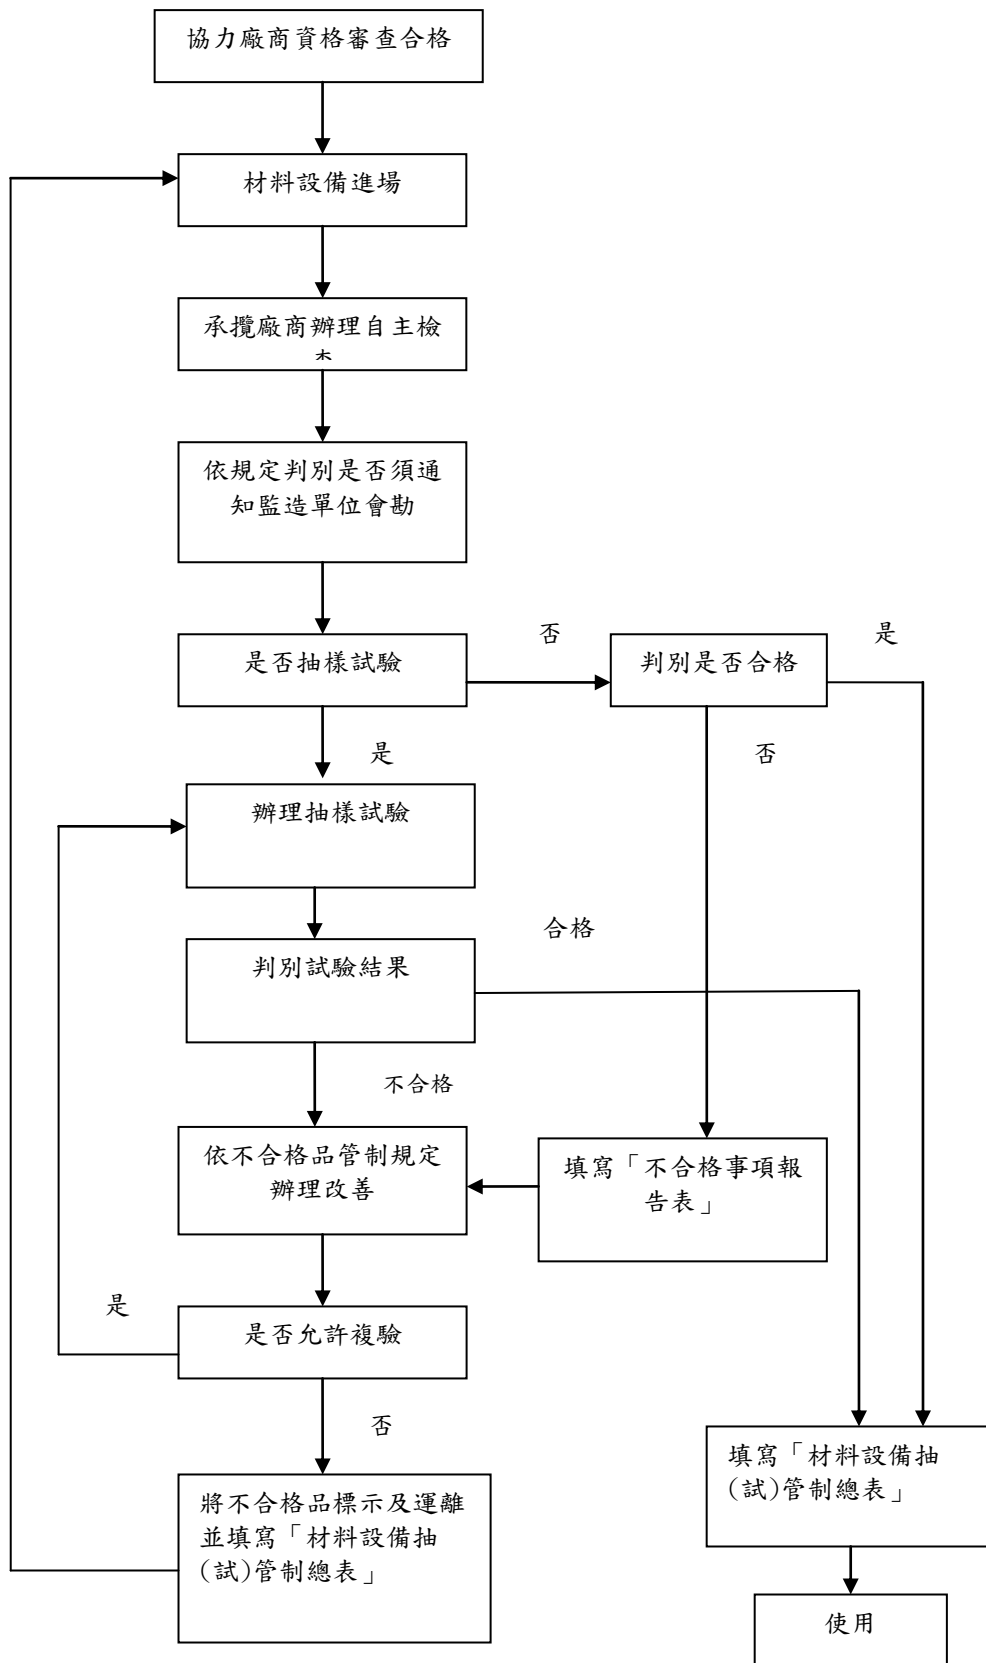 協力廠商資格審查合格
材料設備進場
承攬廠商辦理自主檢
依規定判別是否須通
知監造單位會勘
是否抽樣試驗
否
判別是否合格
是
是
否
辦理抽樣試驗
合格
判別試驗結果
不合格
依不合格品管制規定
辦理改善
填寫「不合格事項報
告表」
是
是否允許複驗
否
填寫「材料設備抽
(試)管制總表」
將不合格品標示及運離
並填寫「材料設備抽
(試)管制總表」
使用